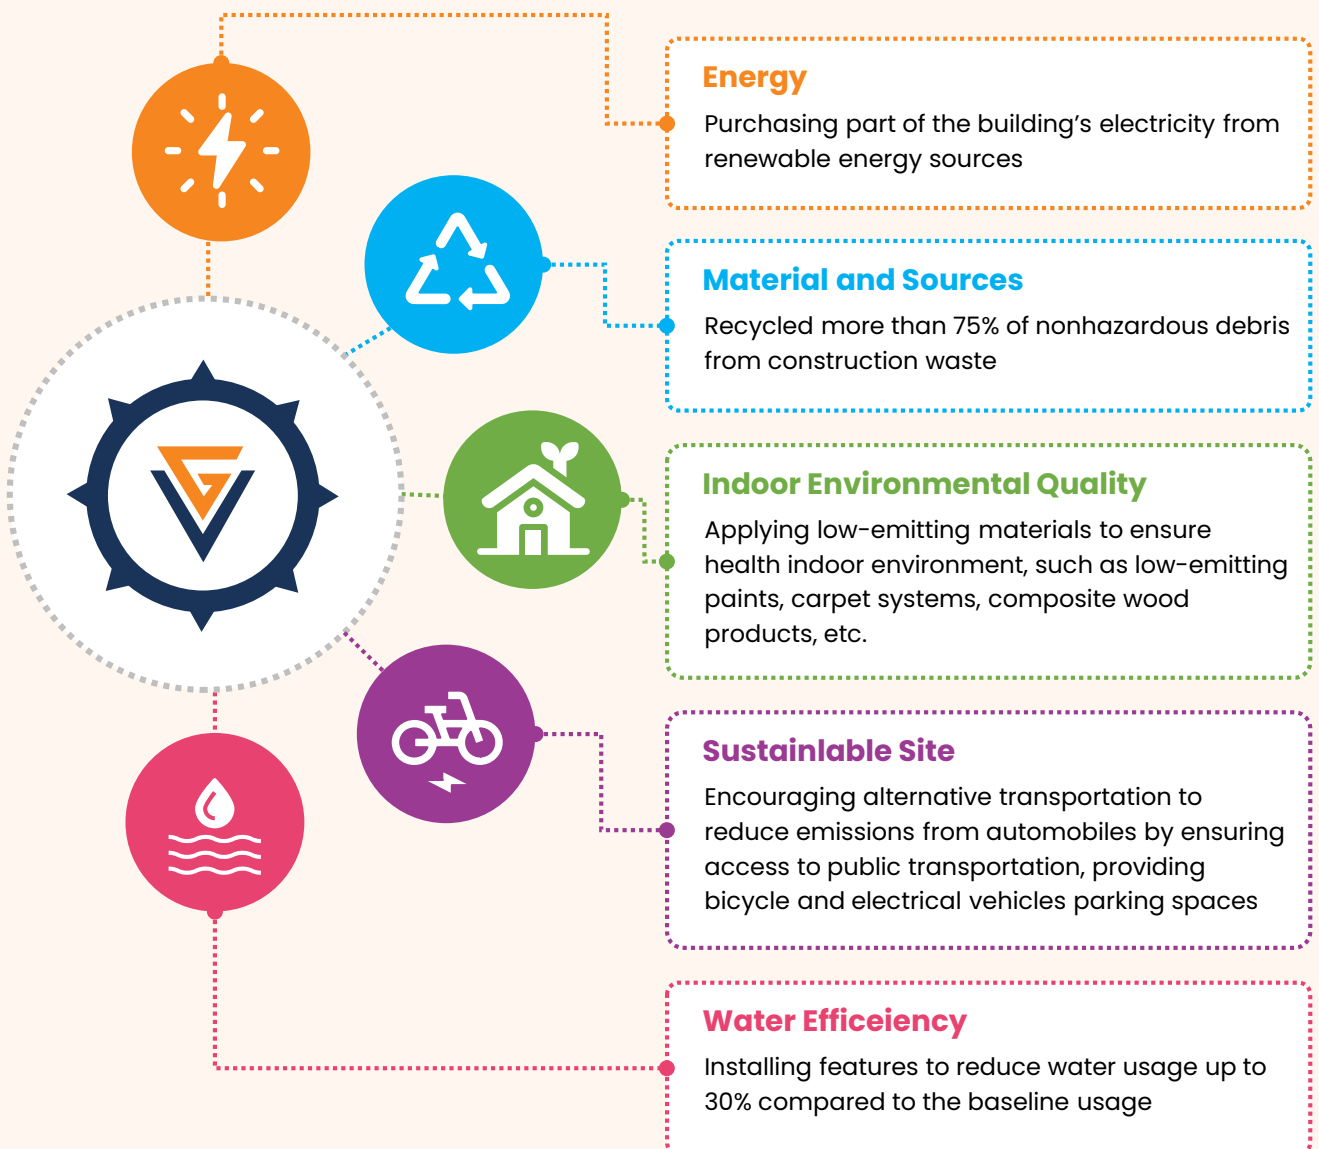 Energy
Purchasing part of the building’s electricity from
renewable energy sources
Material and Sources
Recycled more than 75% of nonhazardous debris
from construction waste
Indoor Environmental Quality
Applying low-emitting materials to ensure
health indoor environment, such as low-emitting
paints, carpet systems, composite wood
products, etc.
Sustainlable Site
Encouraging alternative transportation to
reduce emissions from automobiles by ensuring
access to public transportation, providing
bicycle and electrical vehicles parking spaces
Water Efficeiency
Installing features to reduce water usage up to
30% compared to the baseline usage